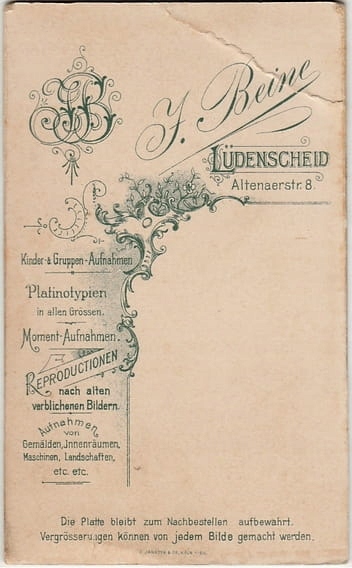 JB
J. Beine
LÜDENSCHEID
Altenaerstr. 8.
Kinder- & Gruppen-Aufnahmen
Platinotypien
in allen Grössen.
Moment-Aufnahmen.
REPRODUCTIONEN
nach alten
verblichenen Bildern.
Aufnahmen
von
Gemälden, Jnnenräumen,
Maschinen, Landschaften,
etc. etc.
Die Platte bleibt zum Nachbestellen aufbewahrt.
Vergrösserungen können von jedem Bilde gemacht werden.